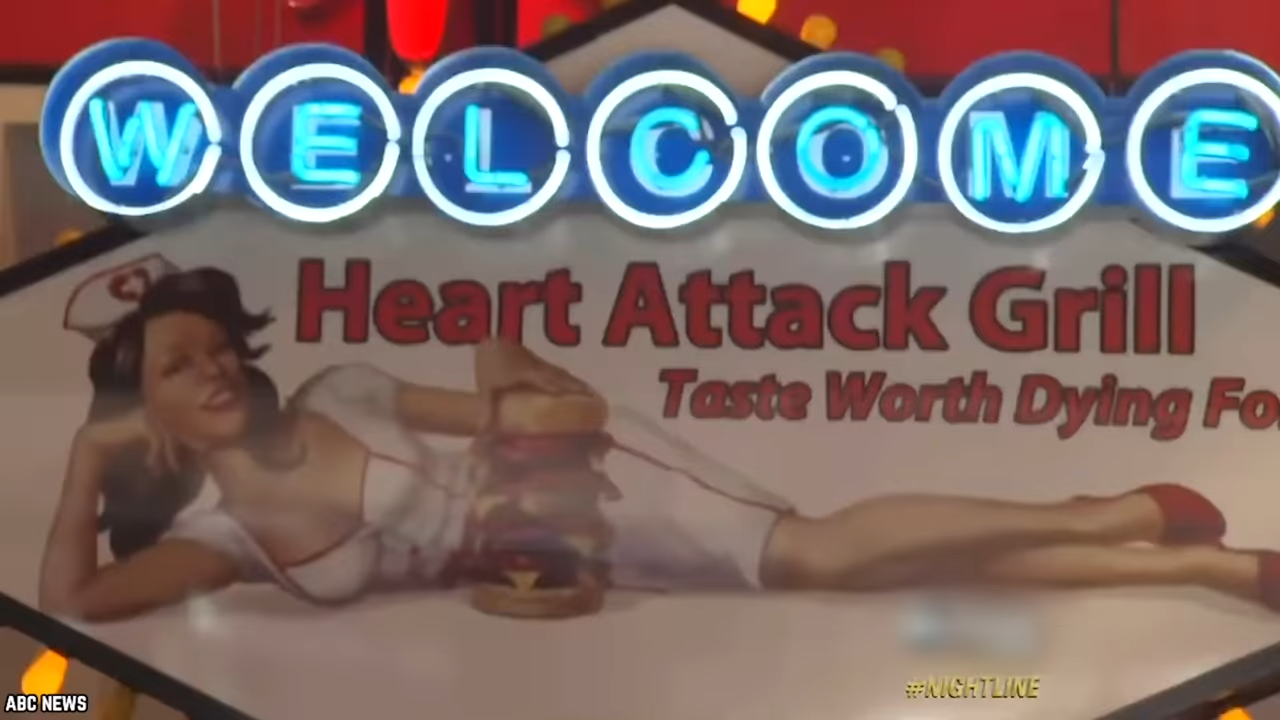 WELCOME
Heart Attack Grill
Taste Worth Dying Fo
#NIGHTLINE
ABC NEWS